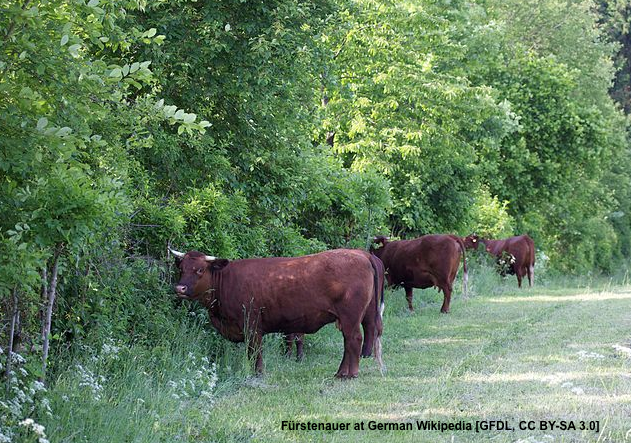 Fürstenauer at German Wikipedia [GFDL, CC BY-SA 3.0]